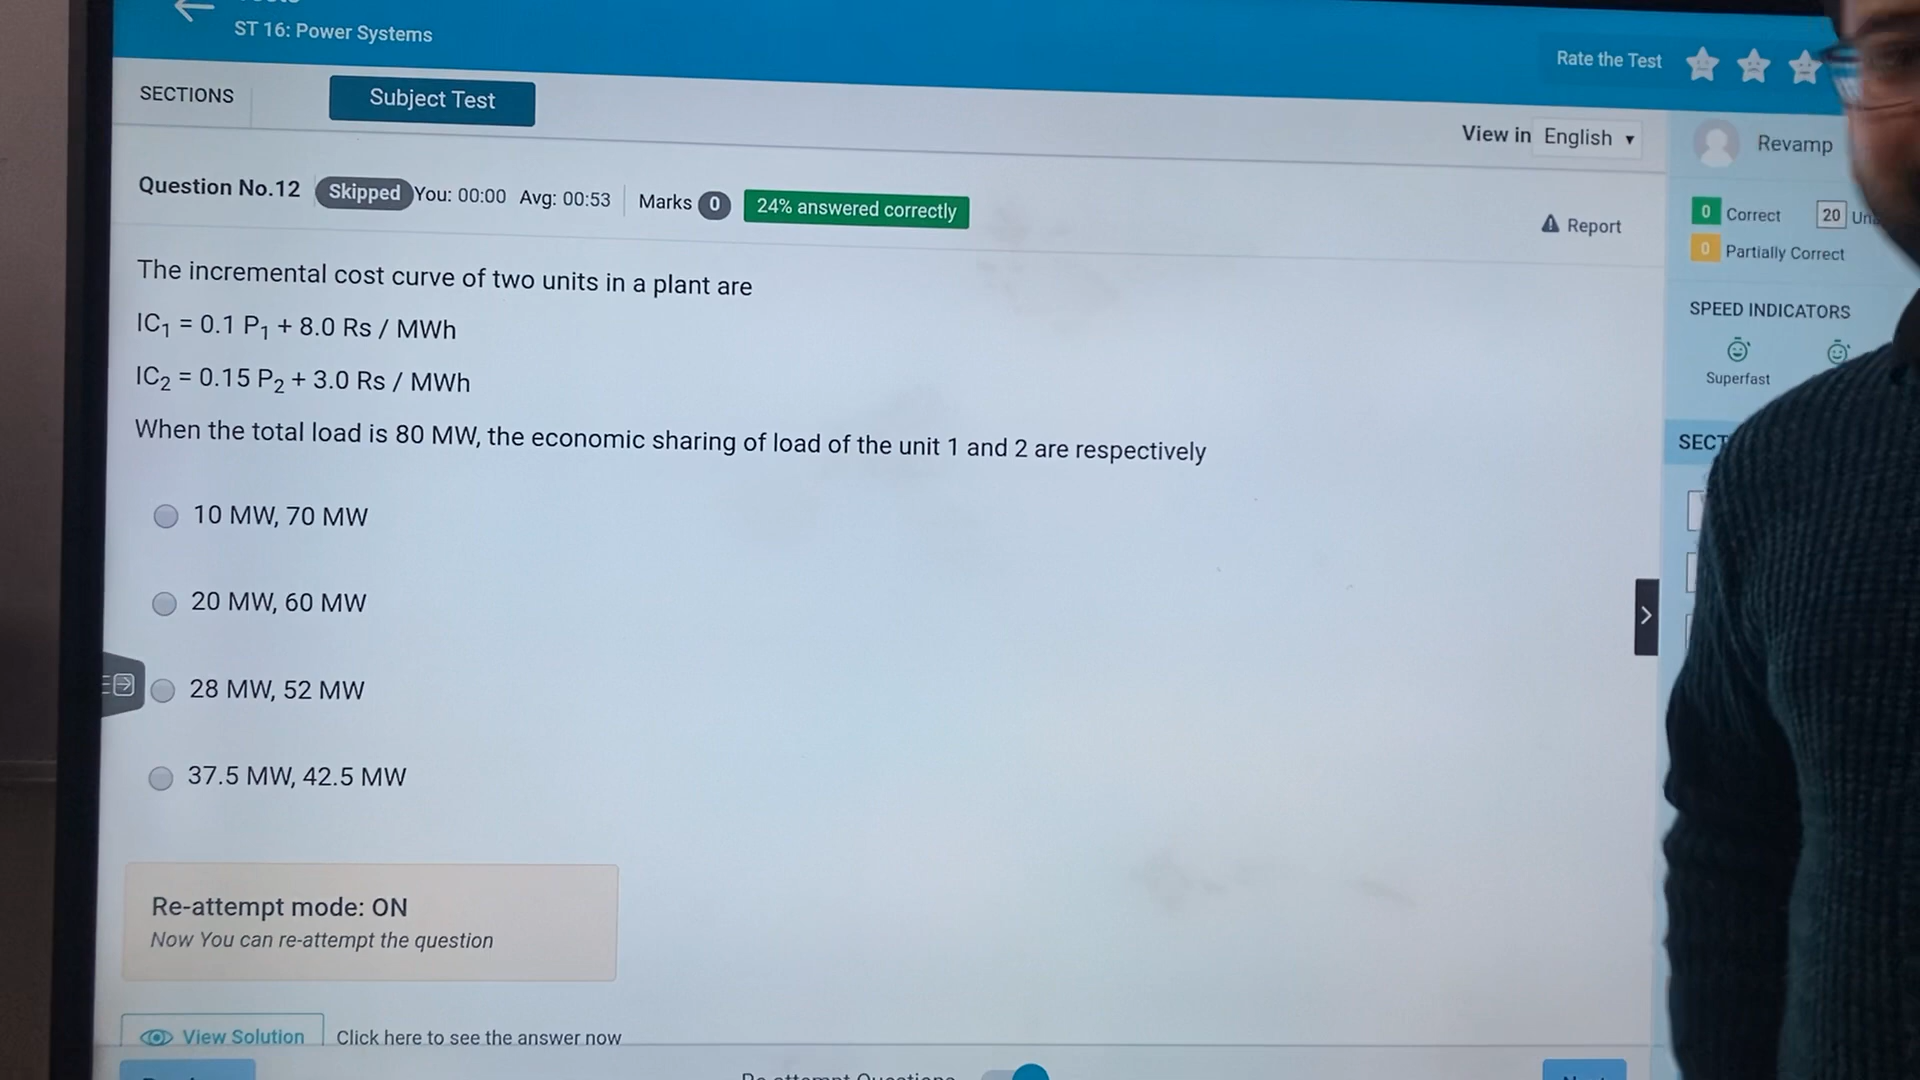 ST 16: Power Systems
Rate the Test
SECTIONS
Subject Test
View in English
Revamp
Question No.12 Skipped You: 00:00 Avg: 00:53 Marks 0 24% answered correctly
Report
0 Correct 20
0 Partially Correct
The incremental cost curve of two units in a plant are
IC₁ = 0.1 P₁ + 8.0 Rs / MWh
IC₂ = 0.15 P₂ + 3.0 Rs / MWh
When the total load is 80 MW, the economic sharing of load of the unit 1 and 2 are respectively
SPEED INDICATORS
Superfast
10 MW, 70 MW
20 MW, 60 MW
28 MW, 52 MW
37.5 MW, 42.5 MW
Re-attempt mode: ON
Now You can re-attempt the question
View Solution Click here to see the answer now